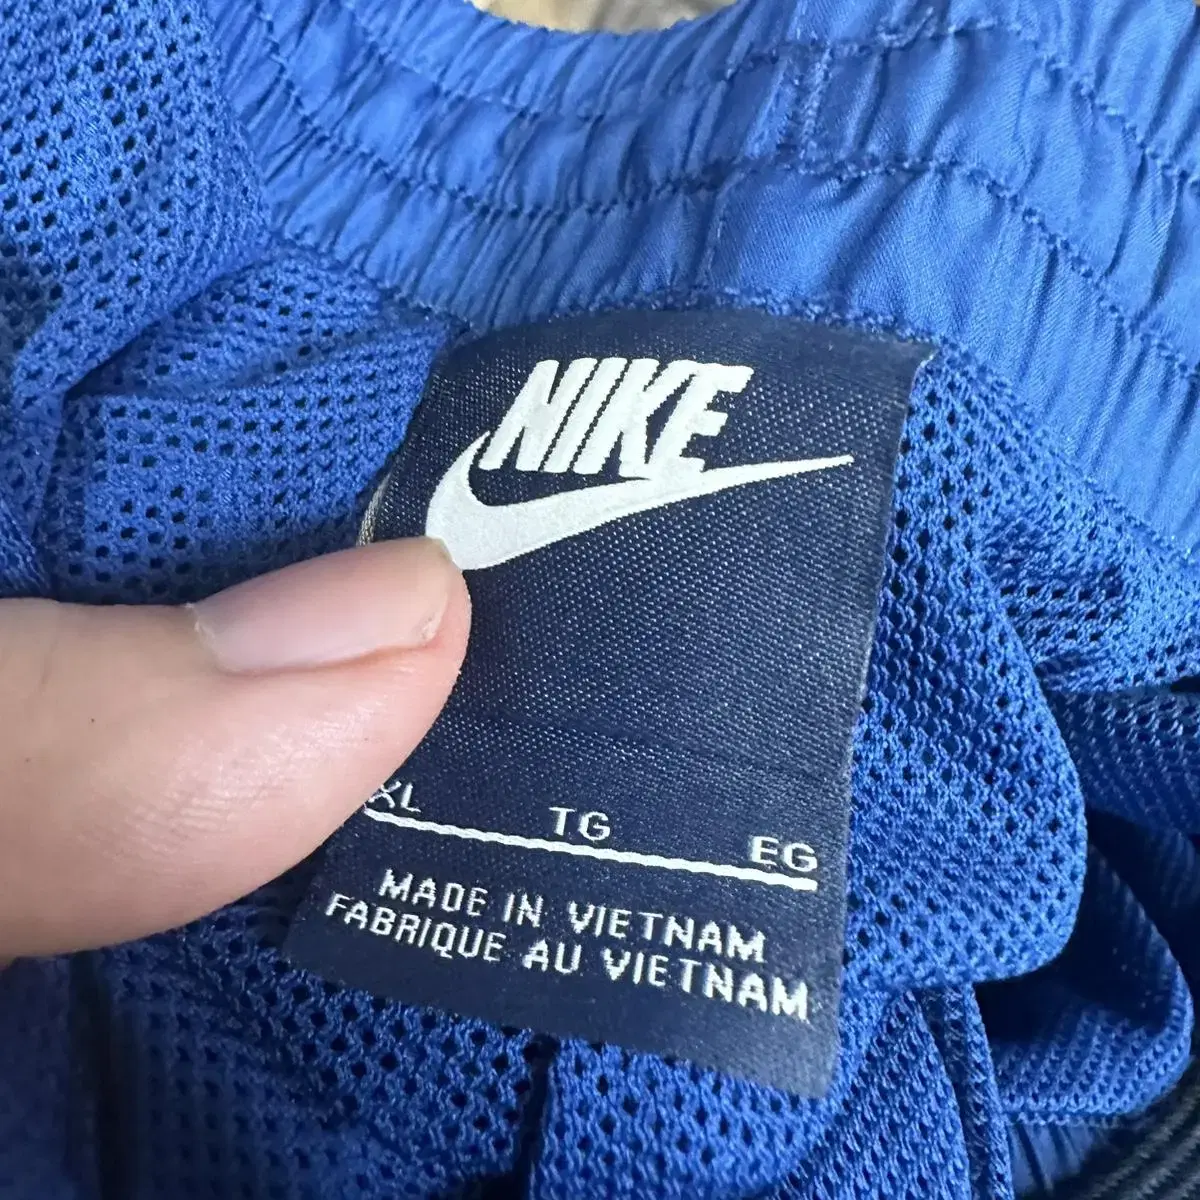 NIKE
XL TG EG
MADE IN VIETNAM
FABRIQUE AU VIETNAM